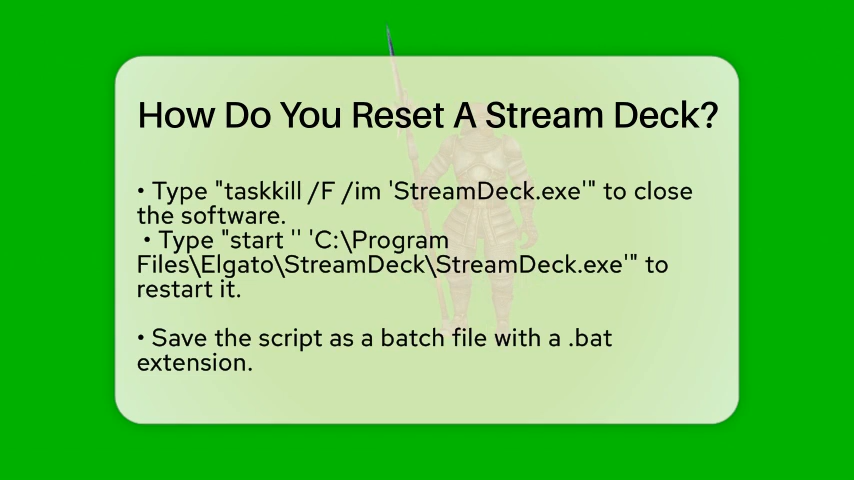 How Do You Reset A Stream Deck?
• Type "taskkill /F /im 'StreamDeck.exe'" to close
the software.
• Type "start '' 'C:\Program
Files\Elgato\StreamDeck\StreamDeck.exe'" to
restart it.
• Save the script as a batch file with a .bat
extension.